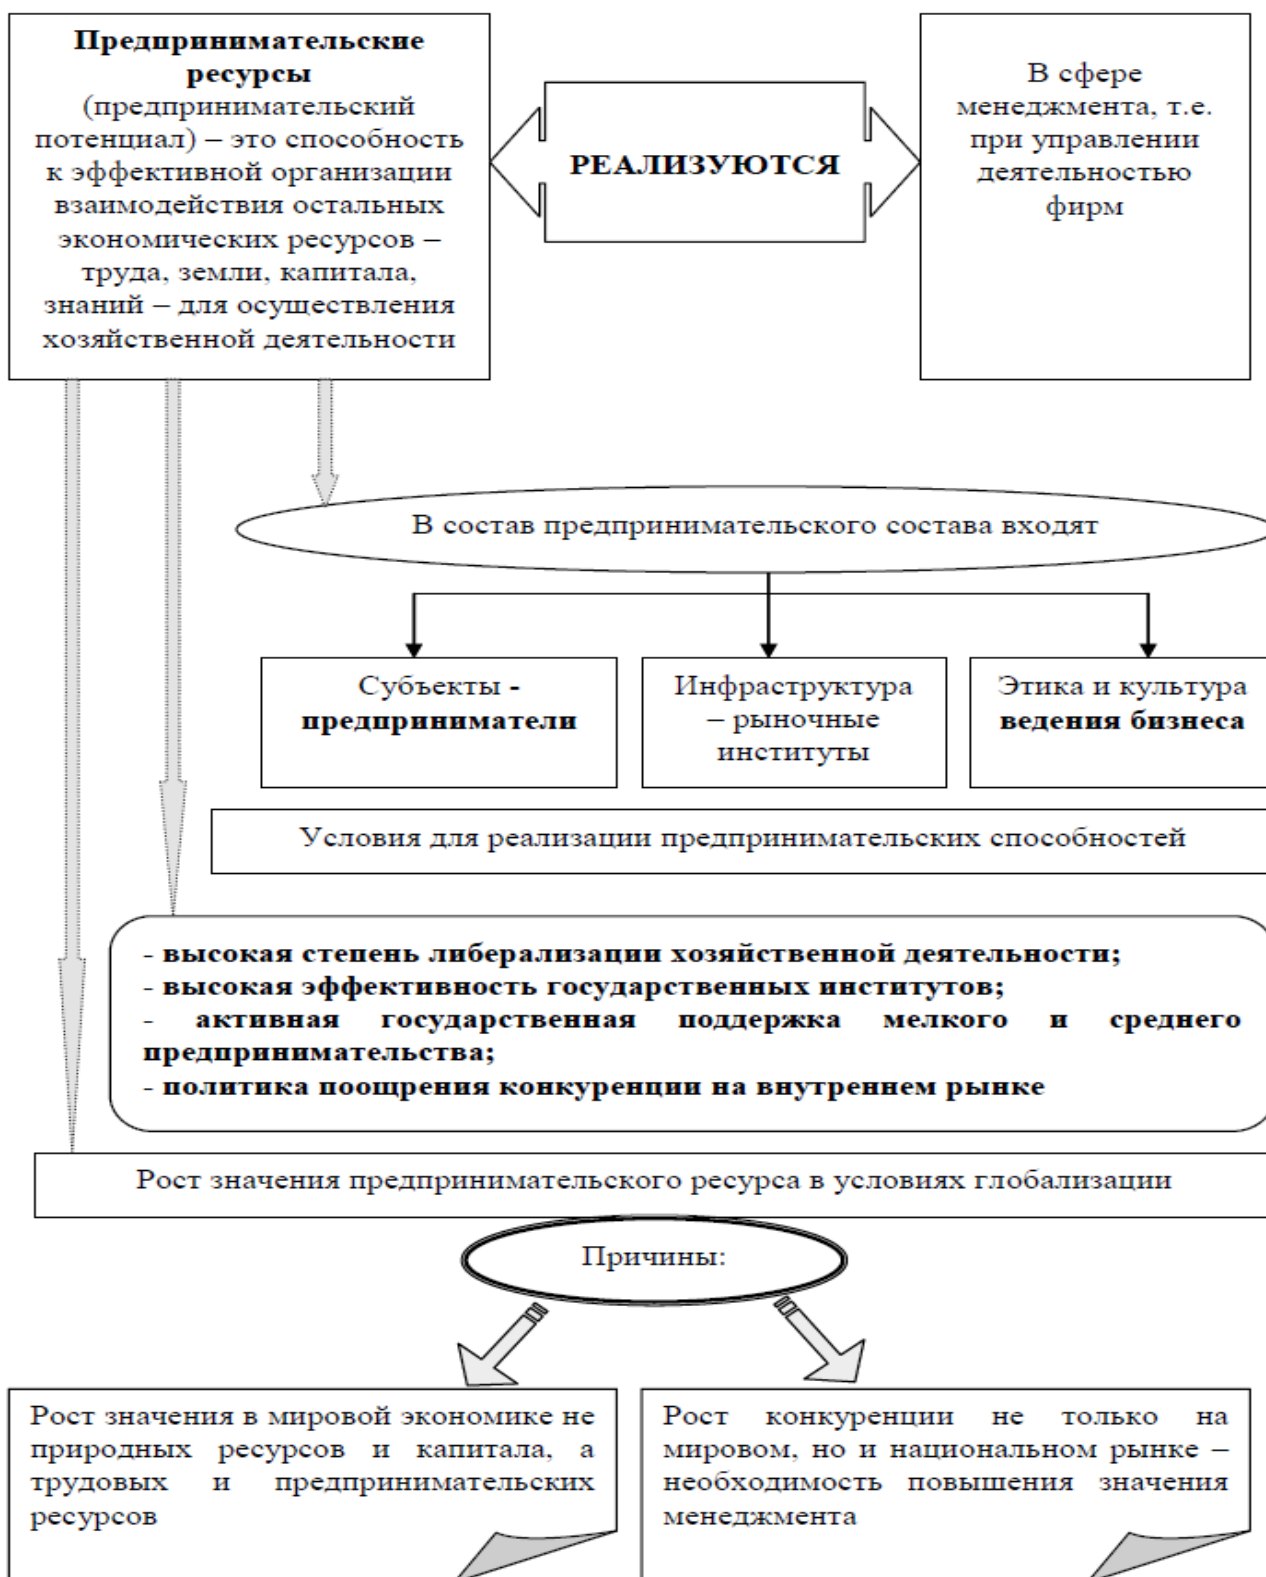 Предпринимательские
ресурсы
(предпринимательский
потенциал) – это способность
к эффективной организации
взаимодействия остальных
экономических ресурсов –
труда, земли, капитала,
знаний – для осуществления
хозяйственной деятельности
РЕАЛИЗУЮТСЯ
В сфере
менеджмента, т.е.
при управлении
деятельностью
фирм
В состав предпринимательского состава входят
Субъекты -
предприниматели
Инфраструктура
– рыночные
институты
Этика и культура
ведения бизнеса
Условия для реализации предпринимательских способностей
- высокая степень либерализации хозяйственной деятельности;
- высокая эффективность государственных институтов;
- активная государственная поддержка мелкого и среднего
предпринимательства;
- политика поощрения конкуренции на внутреннем рынке
Рост значения предпринимательского ресурса в условиях глобализации
Причины:
Рост значения в мировой экономике не
природных ресурсов и капитала, а
трудовых и предпринимательских
ресурсов
Рост конкуренции не только на
мировом, но и национальном рынке –
необходимость повышения значения
менеджмента